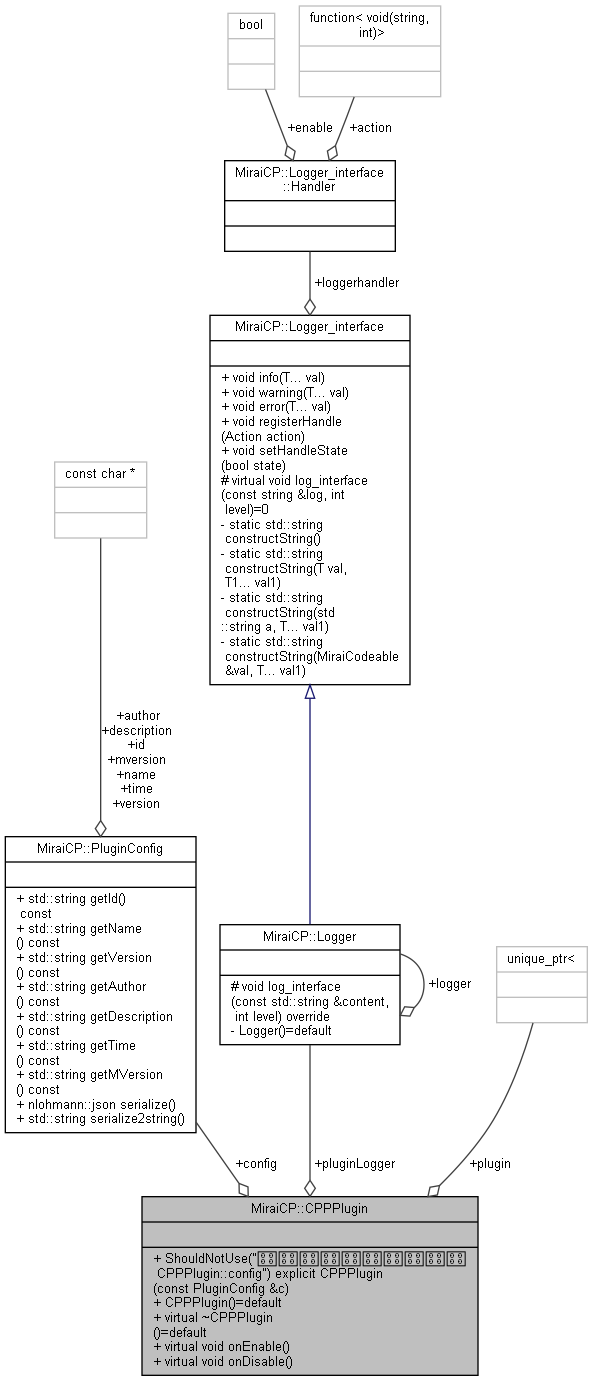 bool
function< void(string,
int)>
+enable
+action
MiraiCP::Logger_interface
::Handler
+loggerhandler
MiraiCP::Logger_interface
+ void info(T... val)
+ void warning(T... val)
+ void error(T... val)
+ void registerHandle
(Action action)
+ void setHandleState
(bool state)
# virtual void log_interface
(const string &log, int
level)=0
- static std::string
constructString()
- static std::string
constructString(T val,
T1... val1)
- static std::string
constructString(std
::string a, T... val1)
- static std::string
constructString(MiraiCodeable
&val, T... val1)
const char *
+author
+description
+id
+mversion
+name
+time
+version
MiraiCP::PluginConfig
+ std::string getId()
const
+ std::string getName
() const
+ std::string getVersion
() const
+ std::string getAuthor
() const
+ std::string getDescription
() const
+ std::string getTime
() const
+ std::string getMVersion
() const
+ nlohmann::json serialize()
+ std::string serialize2string()
MiraiCP::Logger
# void log_interface
(const std::string &content,
int level) override
- Logger()=default
+logger
unique_ptr<
+config
+pluginLogger
+plugin
MiraiCP::CPPPlugin
+ ShouldNotUse("
CPPPlugin::config") explicit CPPPlugin
(const PluginConfig &c)
+ CPPPlugin()=default
+ virtual ~CPPPlugin
()=default
+ virtual void onEnable()
+ virtual void onDisable()